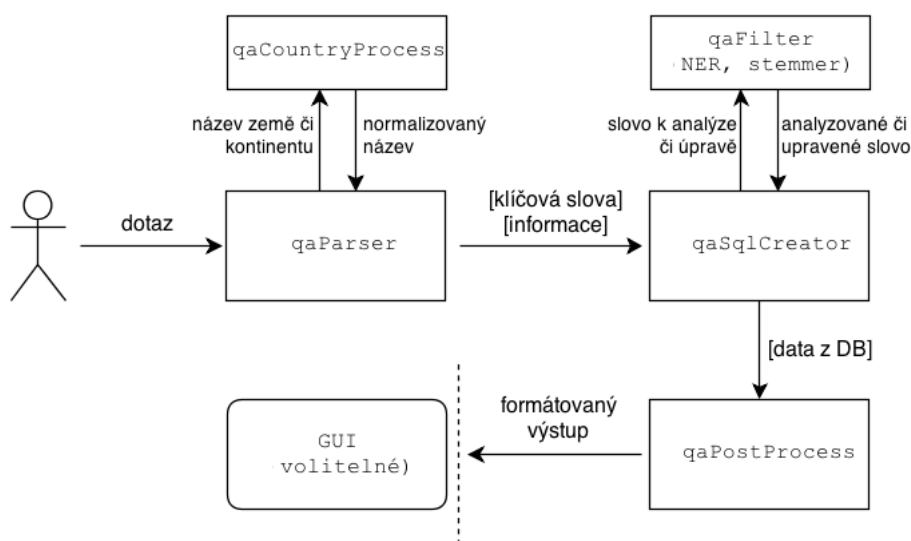 qaCountryProcess
qaFilter
(NER, stemmer)
název země či
kontinentu
normalizovaný
název
slovo k analýze
či úpravě
analyzované či
upravené slovo
dotaz
qaParser
[klíčová slova]
[informace]
qaSqlCreator
[data z DB]
GUI
volitelné)
formátovaný
výstup
qaPostProcess